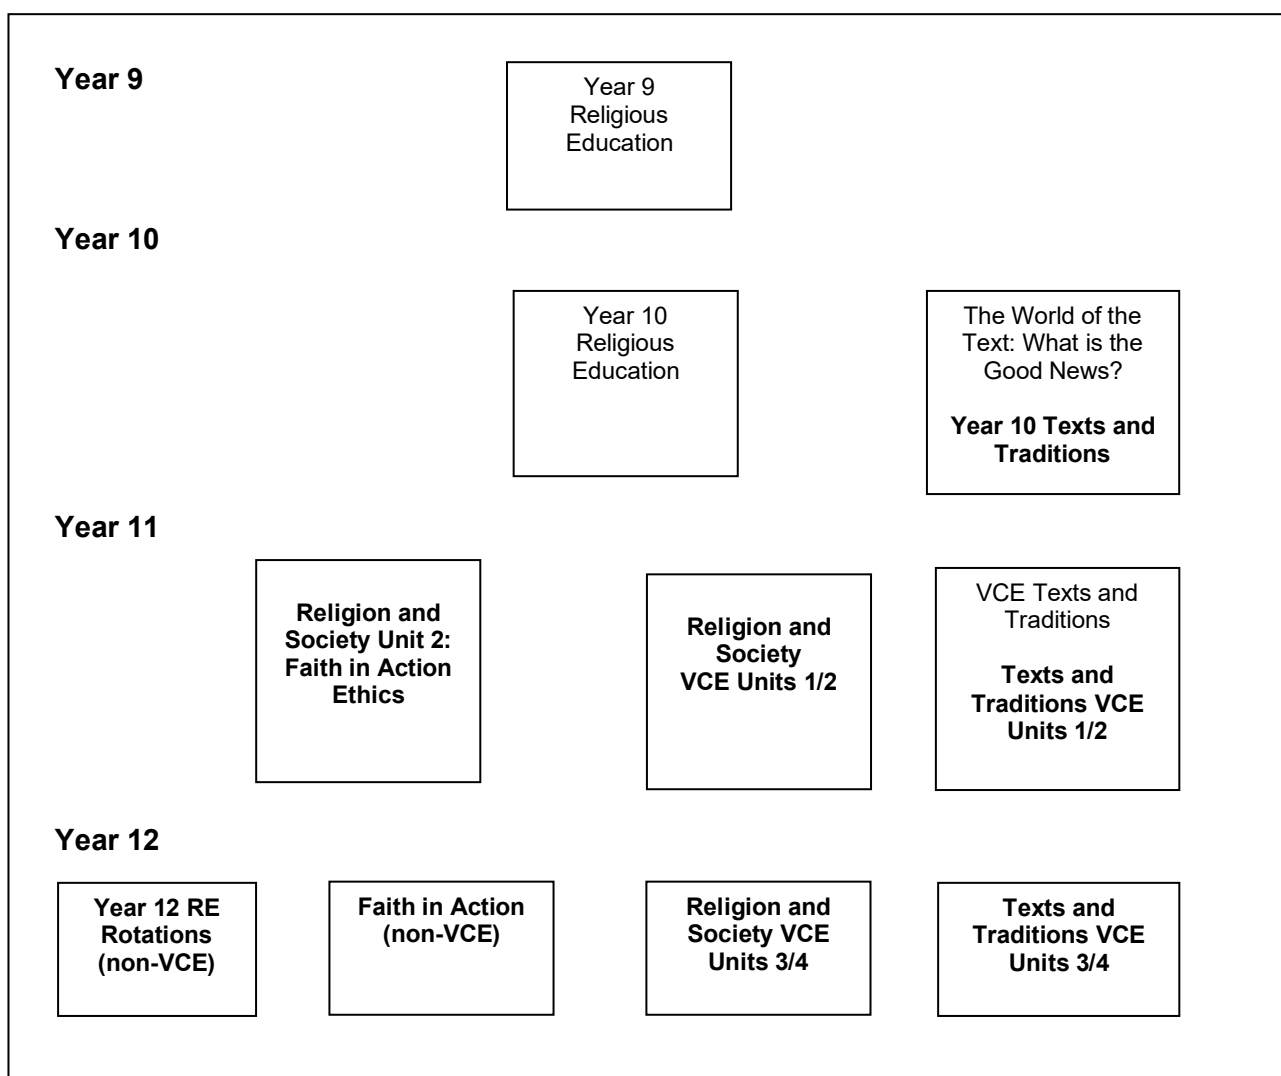 Year 9
Year 9
Religious
Education
Year 10
Year 10
Religious
Education
The World of the
Text: What is the
Good News?
Year 10 Texts and
Traditions
Year 11
Religion and
Society Unit 2:
Faith in Action
Ethics
Religion and
Society
VCE Units 1/2
VCE Texts and
Traditions
Texts and
Traditions VCE
Units 1/2
Year 12
Year 12 RE
Rotations
(non-VCE)
Faith in Action
(non-VCE)
Religion and
Society VCE
Units 3/4
Texts and
Traditions VCE
Units 3/4